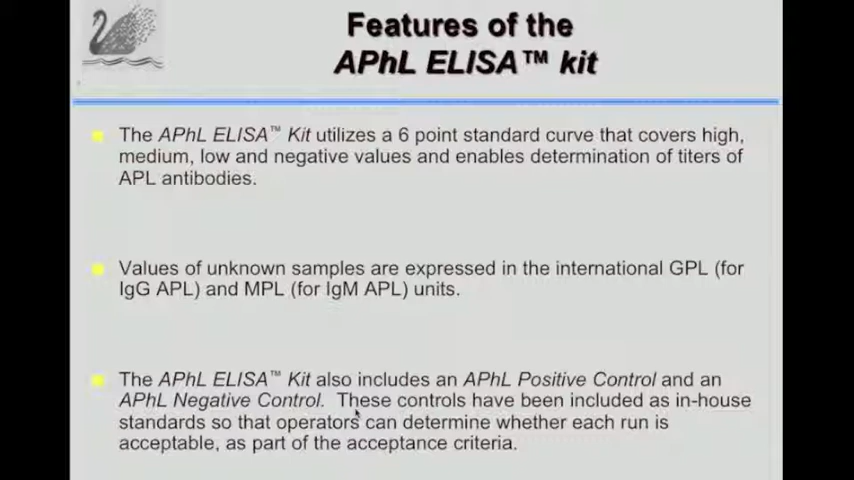 Features of the
APhL ELISA™ kit
The APhL ELISA™ Kit utilizes a 6 point standard curve that covers high,
medium, low and negative values and enables determination of titers of
APL antibodies.
Values of unknown samples are expressed in the international GPL (for
IgG APL) and MPL (for IgM APL) units.
The APhL ELISA™ Kit also includes an APhL Positive Control and an
APhL Negative Control. These controls have been included as in-house
standards so that operators can determine whether each run is
acceptable, as part of the acceptance criteria.